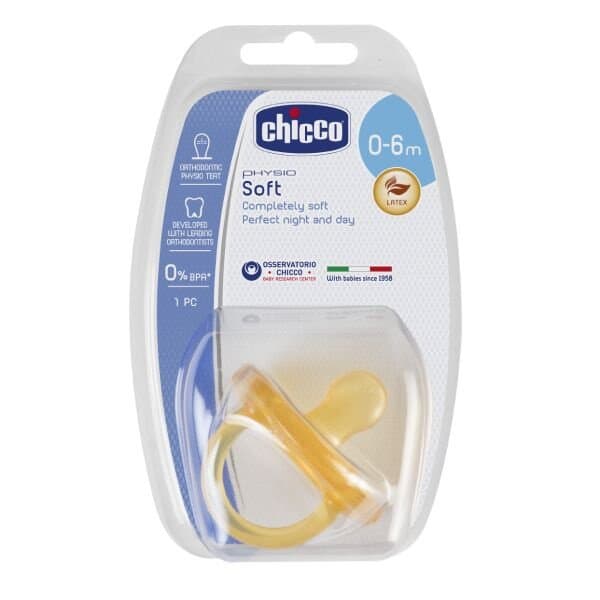 chicco
0-6m
LATEX
PHYSIO
Soft
Completely soft
Perfect night and day
OSSERVATORIO
• CHICCO •
BABY RESEARCH CENTER
With babies since 1958
ORTHODONTIC
PHYSIO TEAT
DEVELOPED
WITH LEADING
ORTHODONTISTS
0% BPA*
1 PC